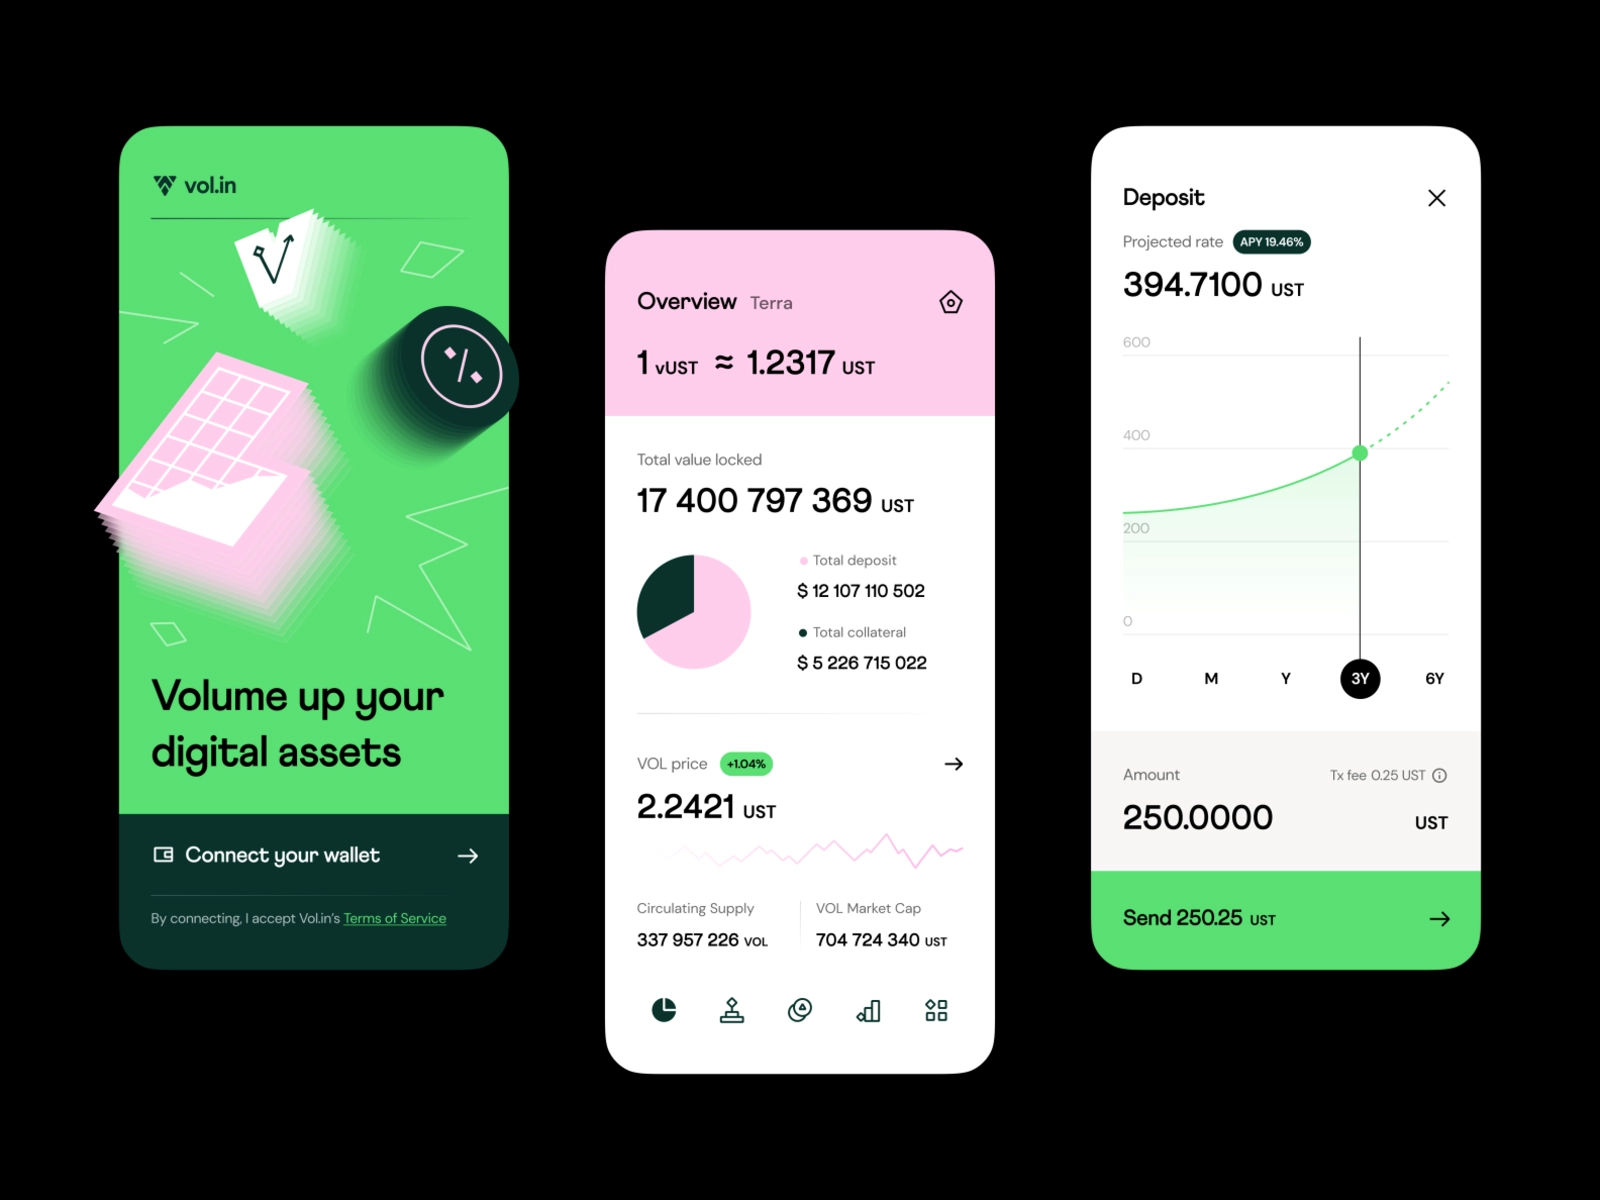 vol.in
Volume up your
digital assets
Connect your wallet
By connecting, I accept Vol.in's Terms of Service
Overview Terra
1 vUST ≈ 1.2317 UST
Total value locked
17 400 797 369 UST
Total deposit
$ 12 107 110 502
Total collateral
$ 5 226 715 022
VOL price +1.04%
2.2421 UST
Circulating Supply
337 957 226 VOL
VOL Market Cap
704 724 340 UST
Deposit
Projected rate APY 19.46%
394.7100 UST
600
400
200
0
D M Y 3Y 6Y
Amount Tx fee 0.25 UST
250.0000 UST
Send 250.25 UST